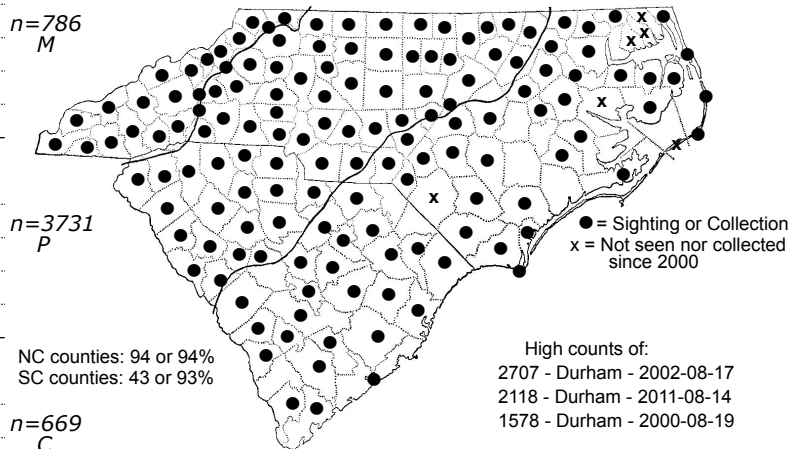 n=786
M
n=3731
P
● = Sighting or Collection
x = Not seen nor collected
since 2000
NC counties: 94 or 94%
SC counties: 43 or 93%
High counts of:
2707 - Durham - 2002-08-17
2118 - Durham - 2011-08-14
1578 - Durham - 2000-08-19
n=669
C